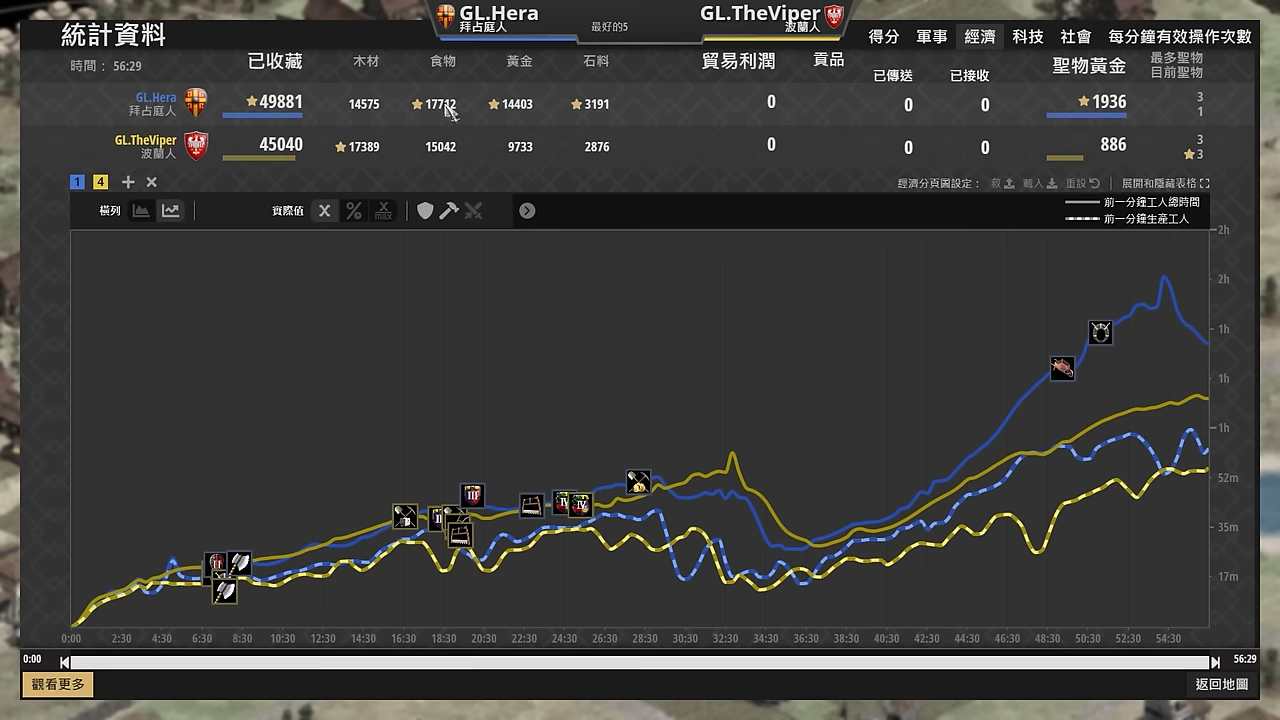 GL.Hera
拜占庭人
最好的5
GL.TheViper
波蘭人
統計資料
得分 軍事 經濟 科技 社會 每分鐘有效操作次數
時間： 56:29
已收藏 木材 食物 黃金 石料 貿易利潤 貢品 已傳送 已接收 聖物黃金 最多聖物
目前聖物
GL.Hera
拜占庭人
49881 14575 14403 3191 0 0 0 1936 3
1
GL.TheViper
波蘭人
45040 17389 15042 9733 2876 0 0 0 886 3
3
1 4
經濟分頁圖設定： 載入 重設 展開和隱藏表格
橫列 實際值 X % X max
前一分鐘工人總時間
前一分鐘生產工人
2h
2h
1h
1h
1h
52m
35m
17m
0:00 2:30 4:30 6:30 8:30 10:30 12:30 14:30 16:30 18:30 20:30 22:30 24:30 26:30 28:30 30:30 32:30 34:30 36:30 38:30 40:30 42:30 44:30 46:30 48:30 50:30 52:30 54:30
0:00 56:29
觀看更多 返回地圖